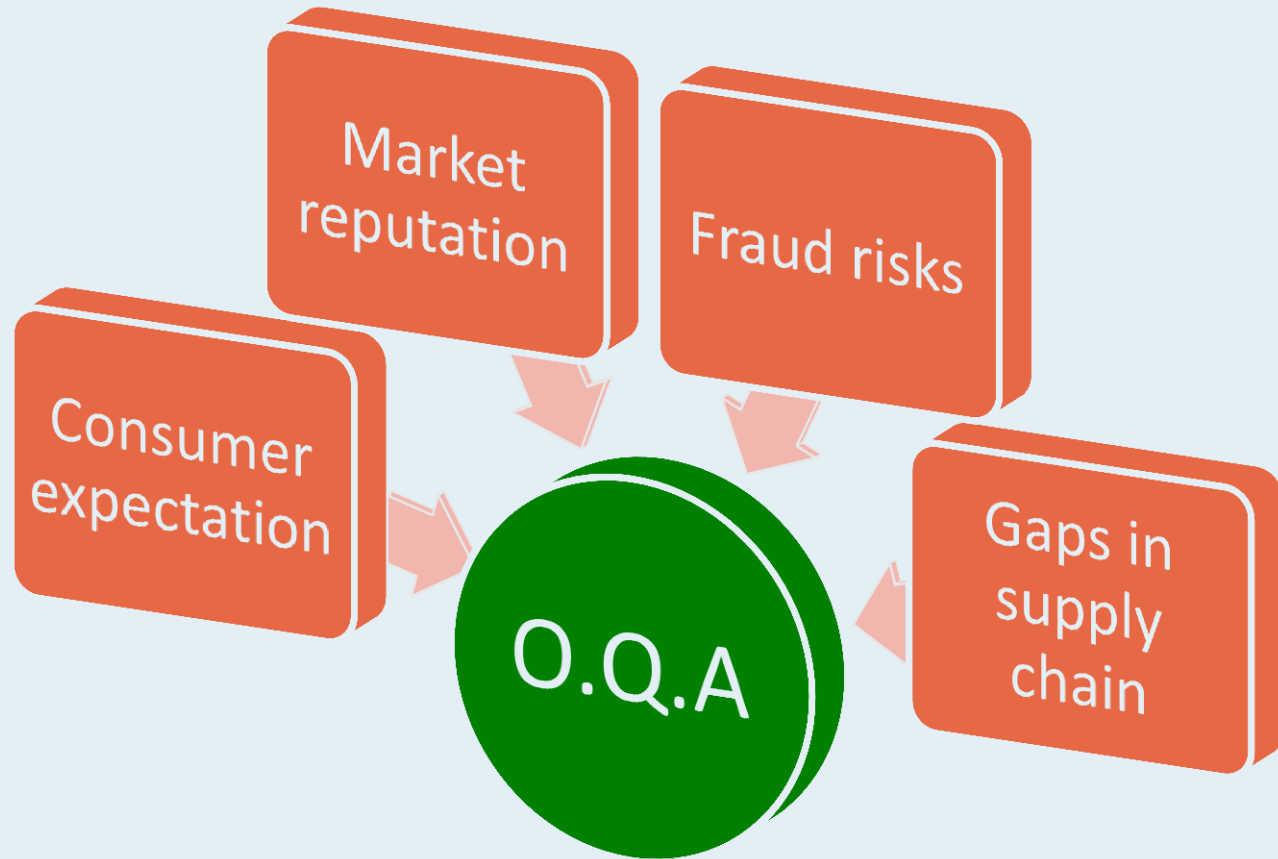 Market
reputation
Fraud risks
Consumer
expectation
Gaps in
supply
chain
O.Q.A